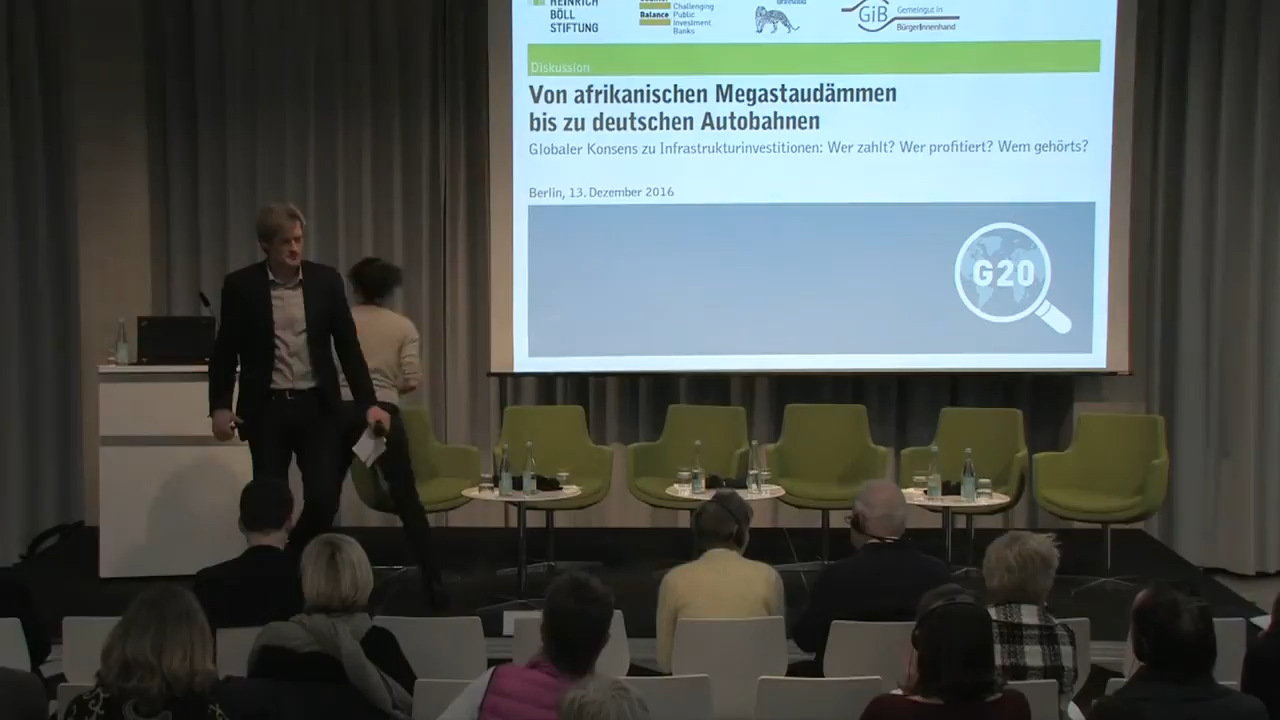 HEINRICH
BÖLL
STIFTUNG
Balance
Challenging
Public
Investment
Banks
GiB
Gemeingut in
BürgerInnenhand
Diskussion
Von afrikanischen Megastaudämmen
bis zu deutschen Autobahnen
Globaler Konsens zu Infrastrukturinvestitionen: Wer zahlt? Wer profitiert? Wem gehörts?
Berlin, 13. Dezember 2016
G20